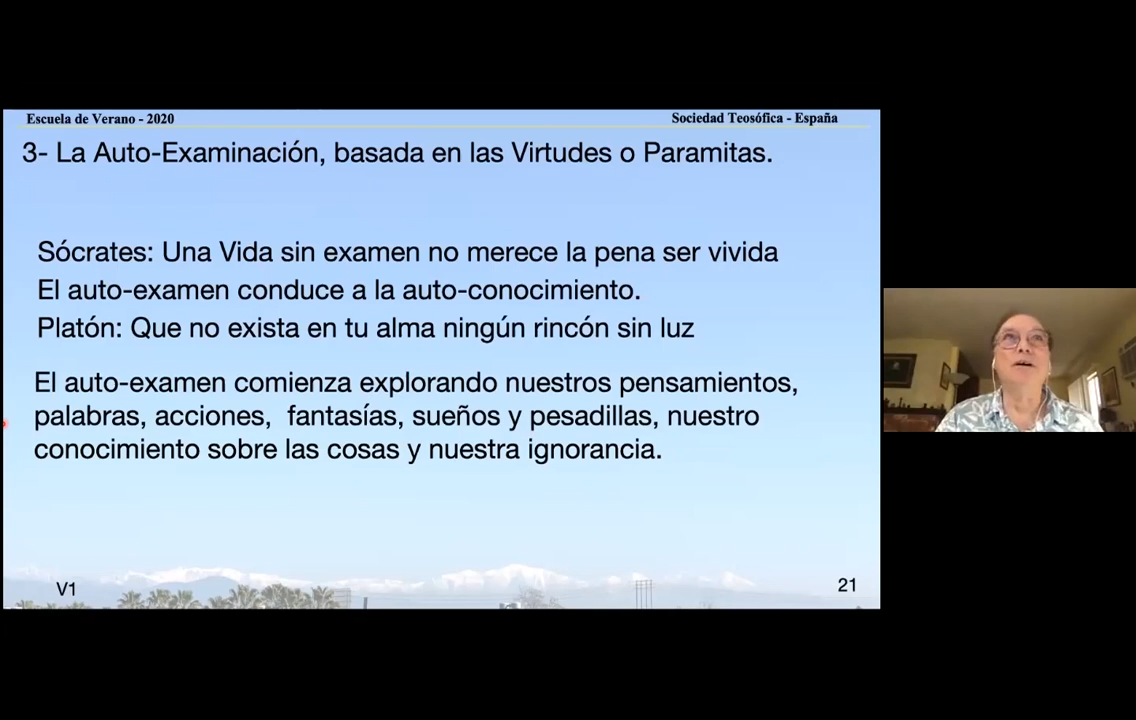 Escuela de Verano - 2020
Sociedad Teosófica - España
3- La Auto-Examinación, basada en las Virtudes o Paramitas.
Sócrates: Una Vida sin examen no merece la pena ser vivida
El auto-examen conduce a la auto-conocimiento.
Platón: Que no exista en tu alma ningún rincón sin luz
El auto-examen comienza explorando nuestros pensamientos,
palabras, acciones, fantasías, sueños y pesadillas, nuestro
conocimiento sobre las cosas y nuestra ignorancia.
V1
21